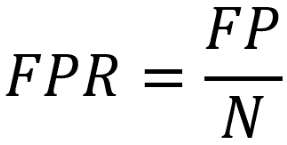 FPR = FP/N